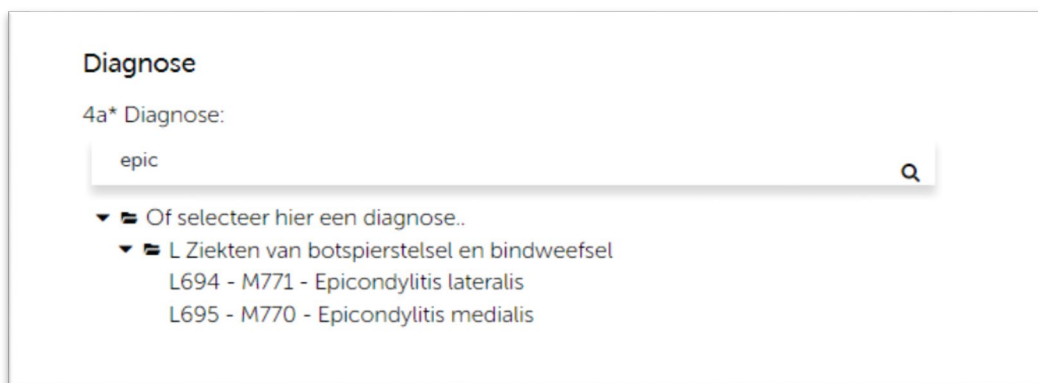 Diagnose
4a* Diagnose:
epic
Of selecteer hier een diagnose..
L Ziekten van botspierstelsel en bindweefsel
L694 - M771 - Epicondylitis lateralis
L695 - M770 - Epicondylitis medialis